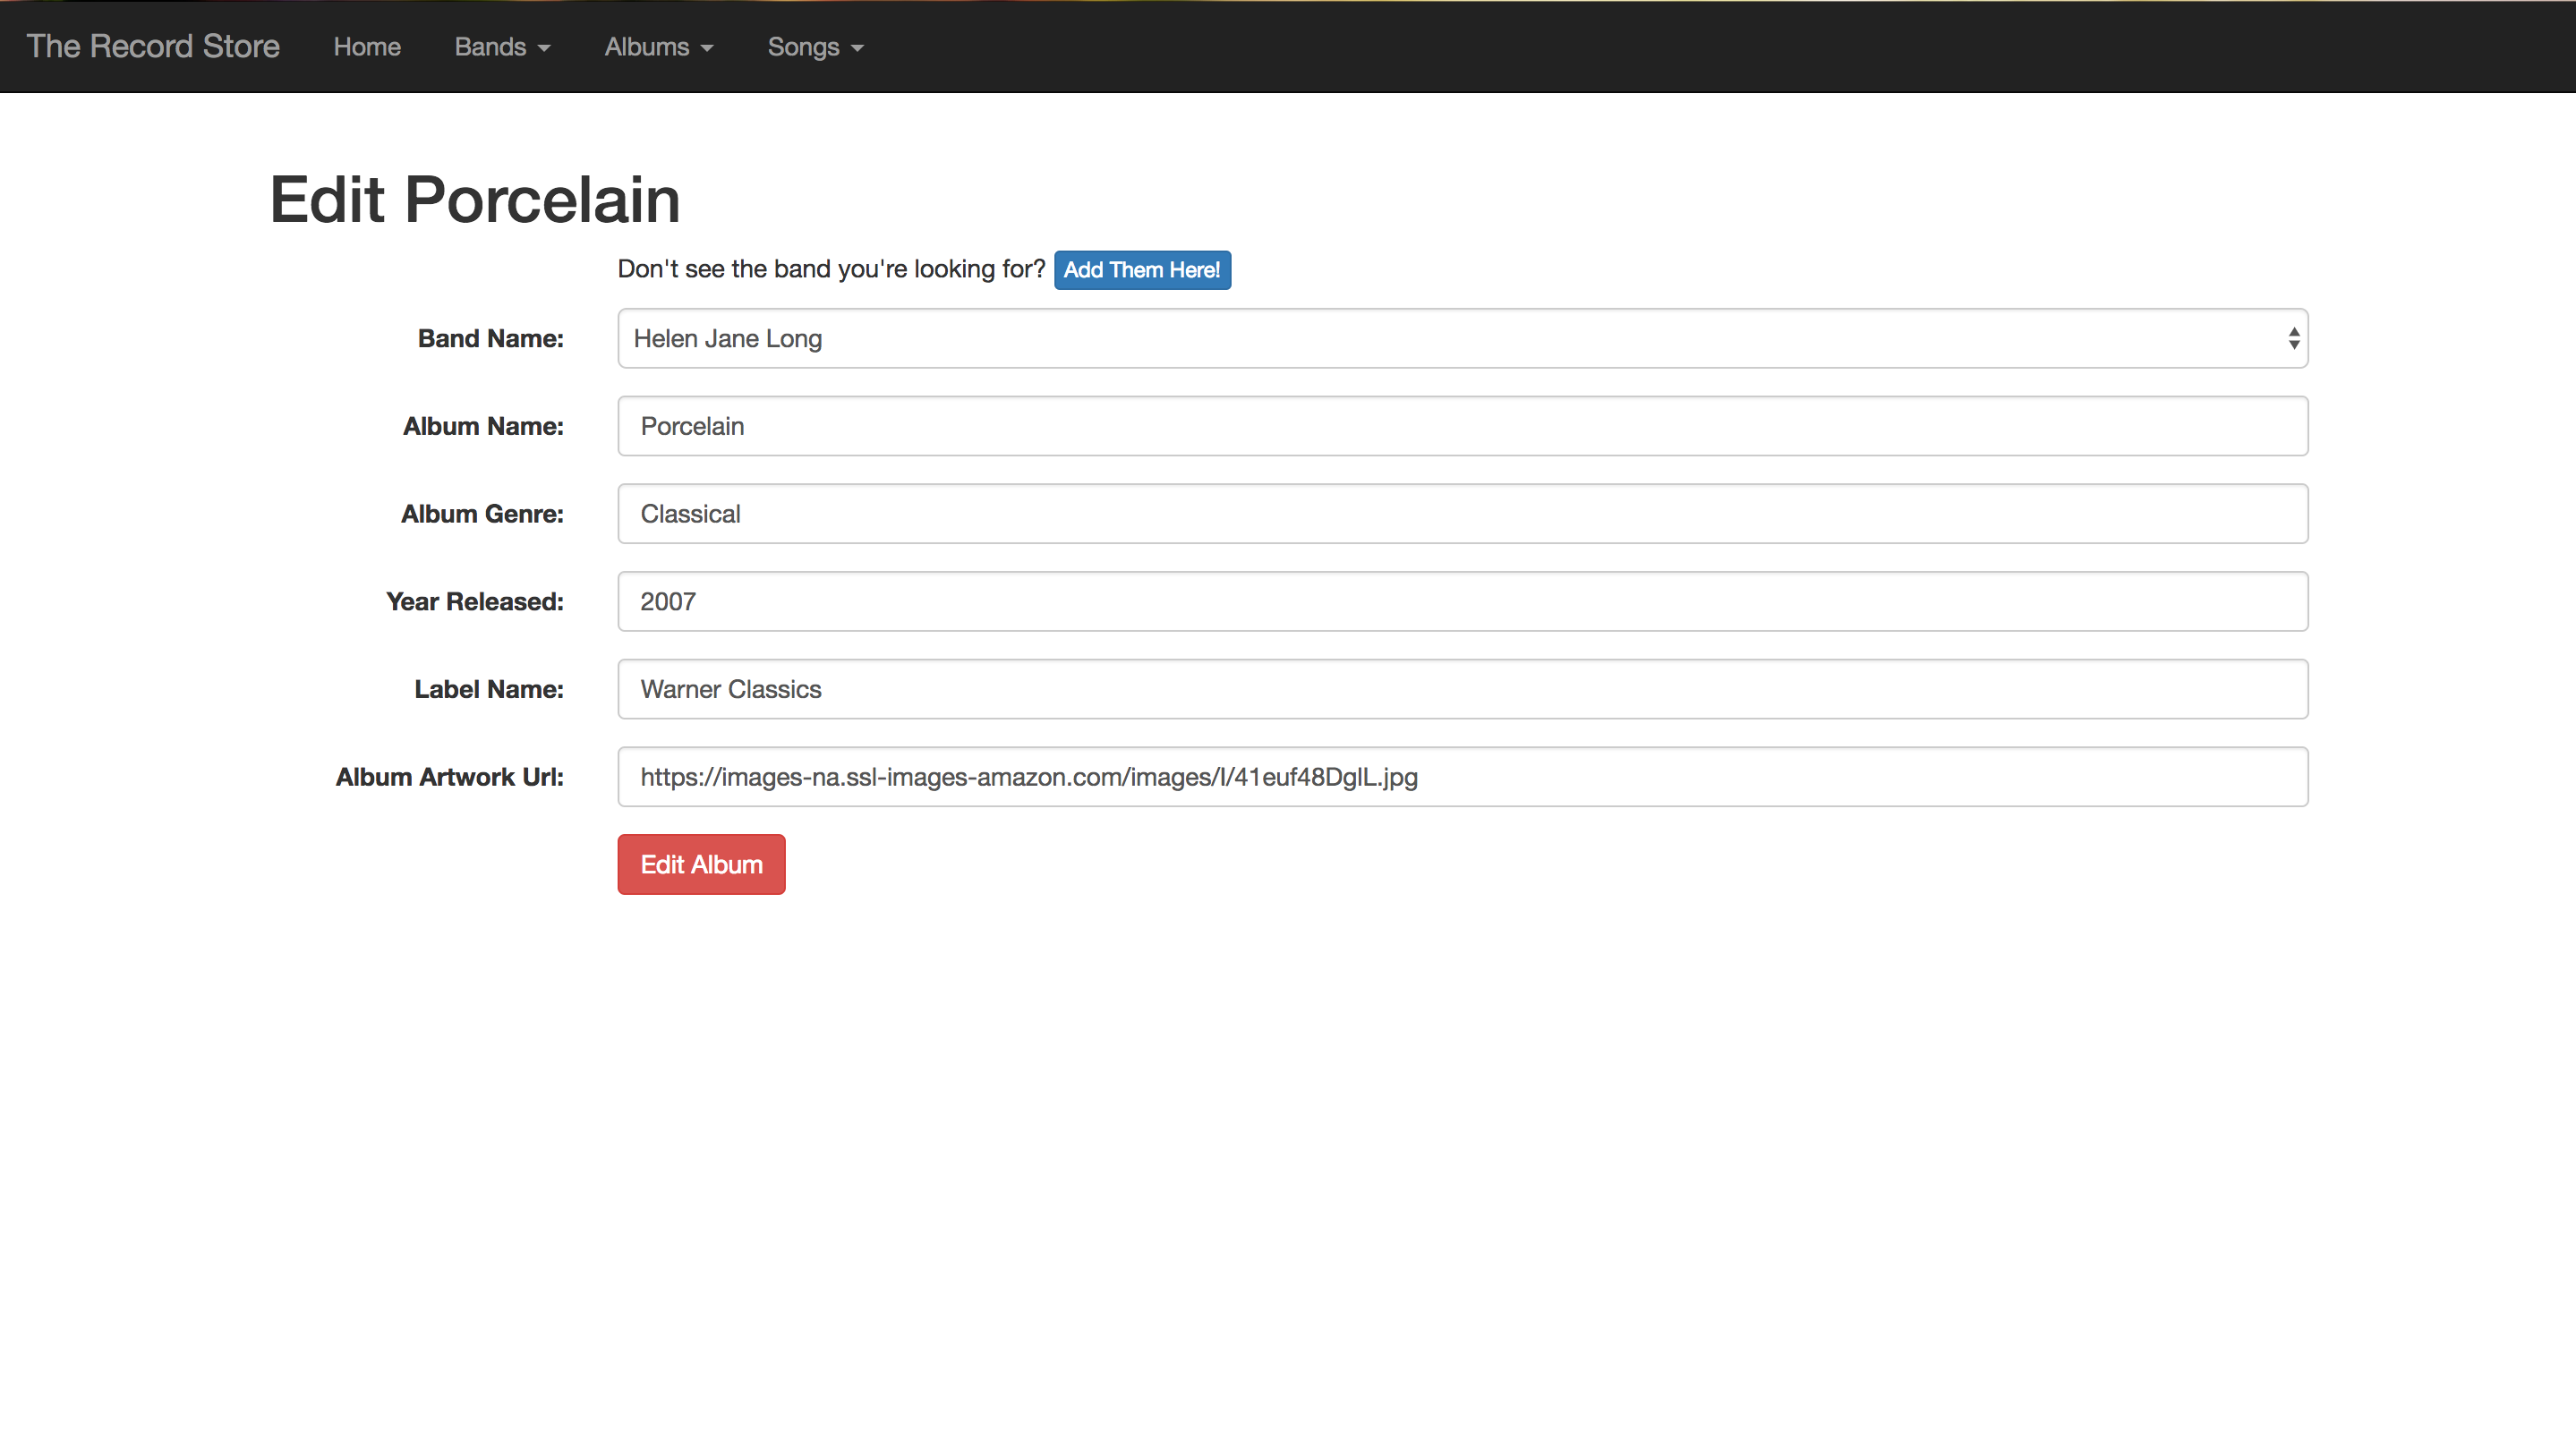 The Record Store Home Bands Albums Songs
Edit Porcelain
Don't see the band you're looking for? Add Them Here!
Band Name: Helen Jane Long
Album Name: Porcelain
Album Genre: Classical
Year Released: 2007
Label Name: Warner Classics
Album Artwork Url: https://images-na.ssl-images-amazon.com/images/I/41euf48DglL.jpg
Edit Album